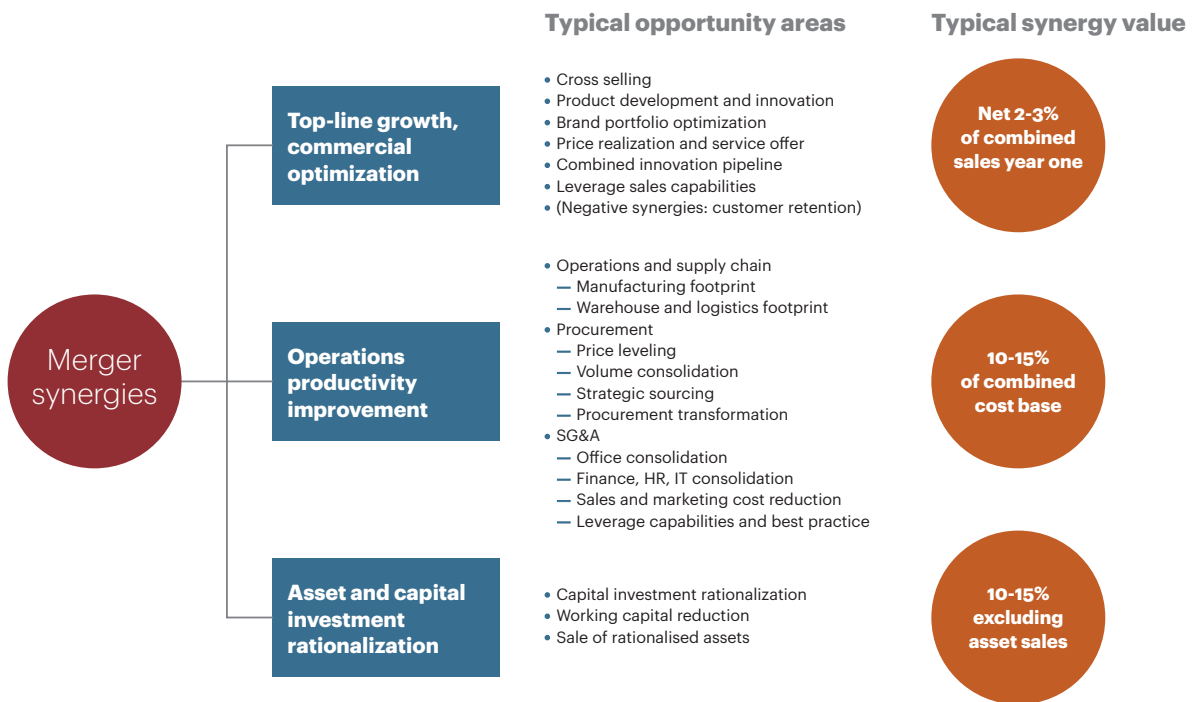 Typical opportunity areas
Typical synergy value
Merger
synergies
Top-line growth,
commercial
optimization
• Cross selling
• Product development and innovation
• Brand portfolio optimization
• Price realization and service offer
• Combined innovation pipeline
• Leverage sales capabilities
• (Negative synergies: customer retention)
Net 2-3%
of combined
sales year one
Operations
productivity
improvement
• Operations and supply chain
— Manufacturing footprint
— Warehouse and logistics footprint
• Procurement
— Price leveling
— Volume consolidation
— Strategic sourcing
— Procurement transformation
• SG&A
— Office consolidation
— Finance, HR, IT consolidation
— Sales and marketing cost reduction
— Leverage capabilities and best practice
10-15%
of combined
cost base
Asset and capital
investment
rationalization
• Capital investment rationalization
• Working capital reduction
• Sale of rationalised assets
10-15%
excluding
asset sales